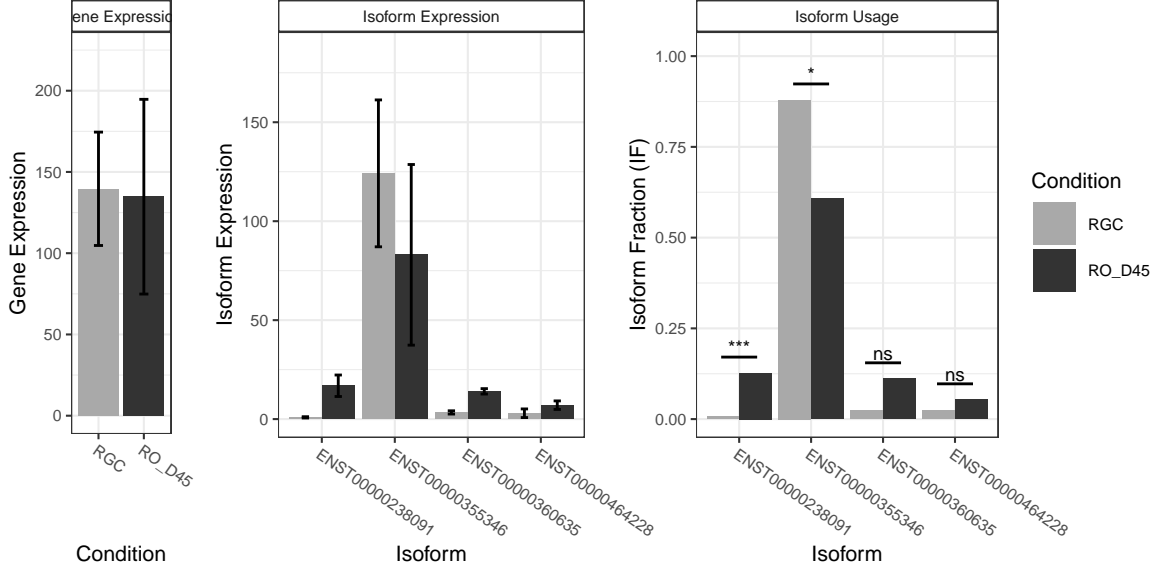 ene Expressio
Gene Expression
200
150
100
50
0
RGC
RO_D45
Condition
Isoform Expression
Isoform Expression
150
100
50
0
ENST00000238091
ENST00000355346
ENST00000360635
ENST00000464228
Isoform
Isoform Usage
Isoform Fraction (IF)
1.00
0.75
0.50
0.25
0.00
***
*
ns
ns
ENST00000238091
ENST00000355346
ENST00000360635
ENST00000464228
Isoform
Condition
RGC
RO_D45